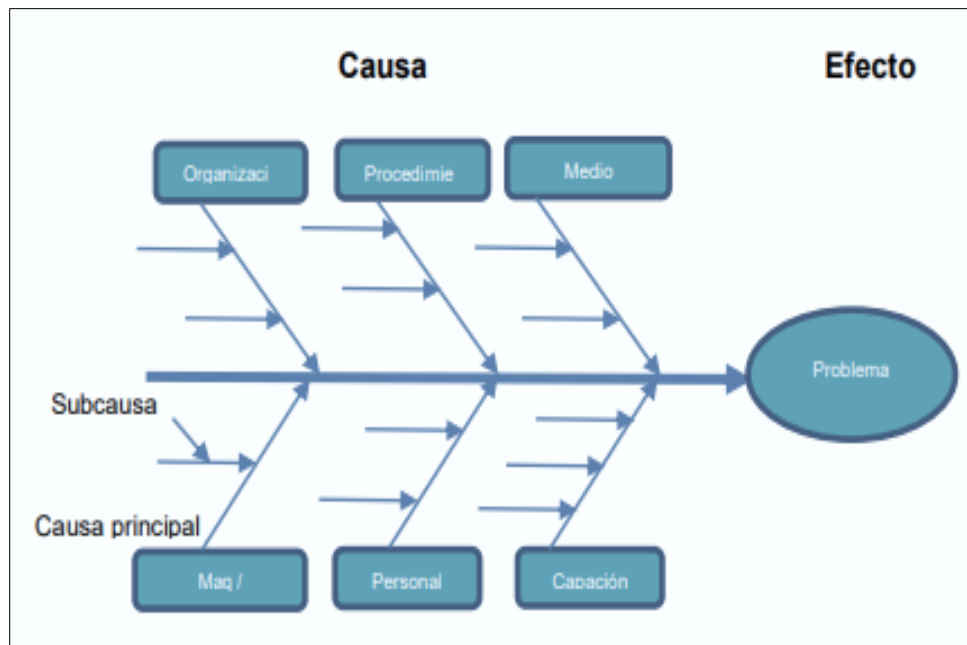 Causa
Efecto
Organizaci
Procedimie
Medio
Problema
Subcausa
Causa principal
Maq /
Personal
Capación